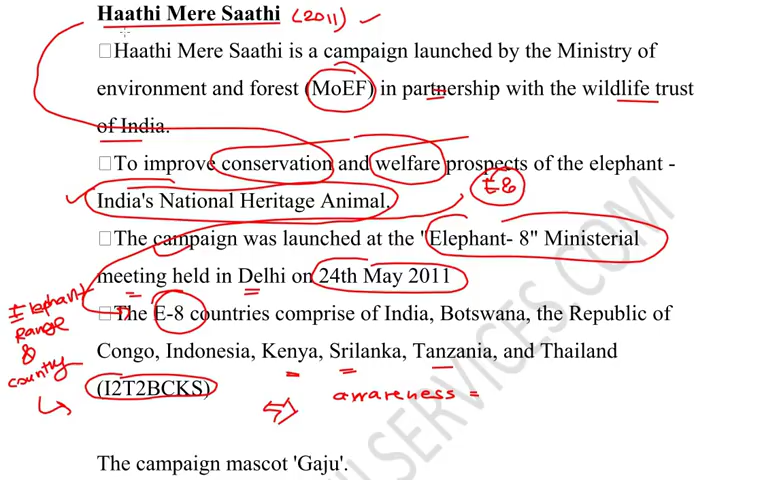 Haathi Mere Saathi (2011)
Haathi Mere Saathi is a campaign launched by the Ministry of
environment and forest (MoEF) in partnership with the wildlife trust
of India.
To improve conservation and welfare prospects of the elephant -
E8
India's National Heritage Animal.
The campaign was launched at the "Elephant- 8" Ministerial
meeting held in Delhi on 24th May 2011
The E-8 countries comprise of India, Botswana, the Republic of
Congo, Indonesia, Kenya, Srilanka, Tanzania, and Thailand
(I2T2BCKS)
Elephant
Range
8
country
awareness =
The campaign mascot 'Gaju'.
SERVICES.COM